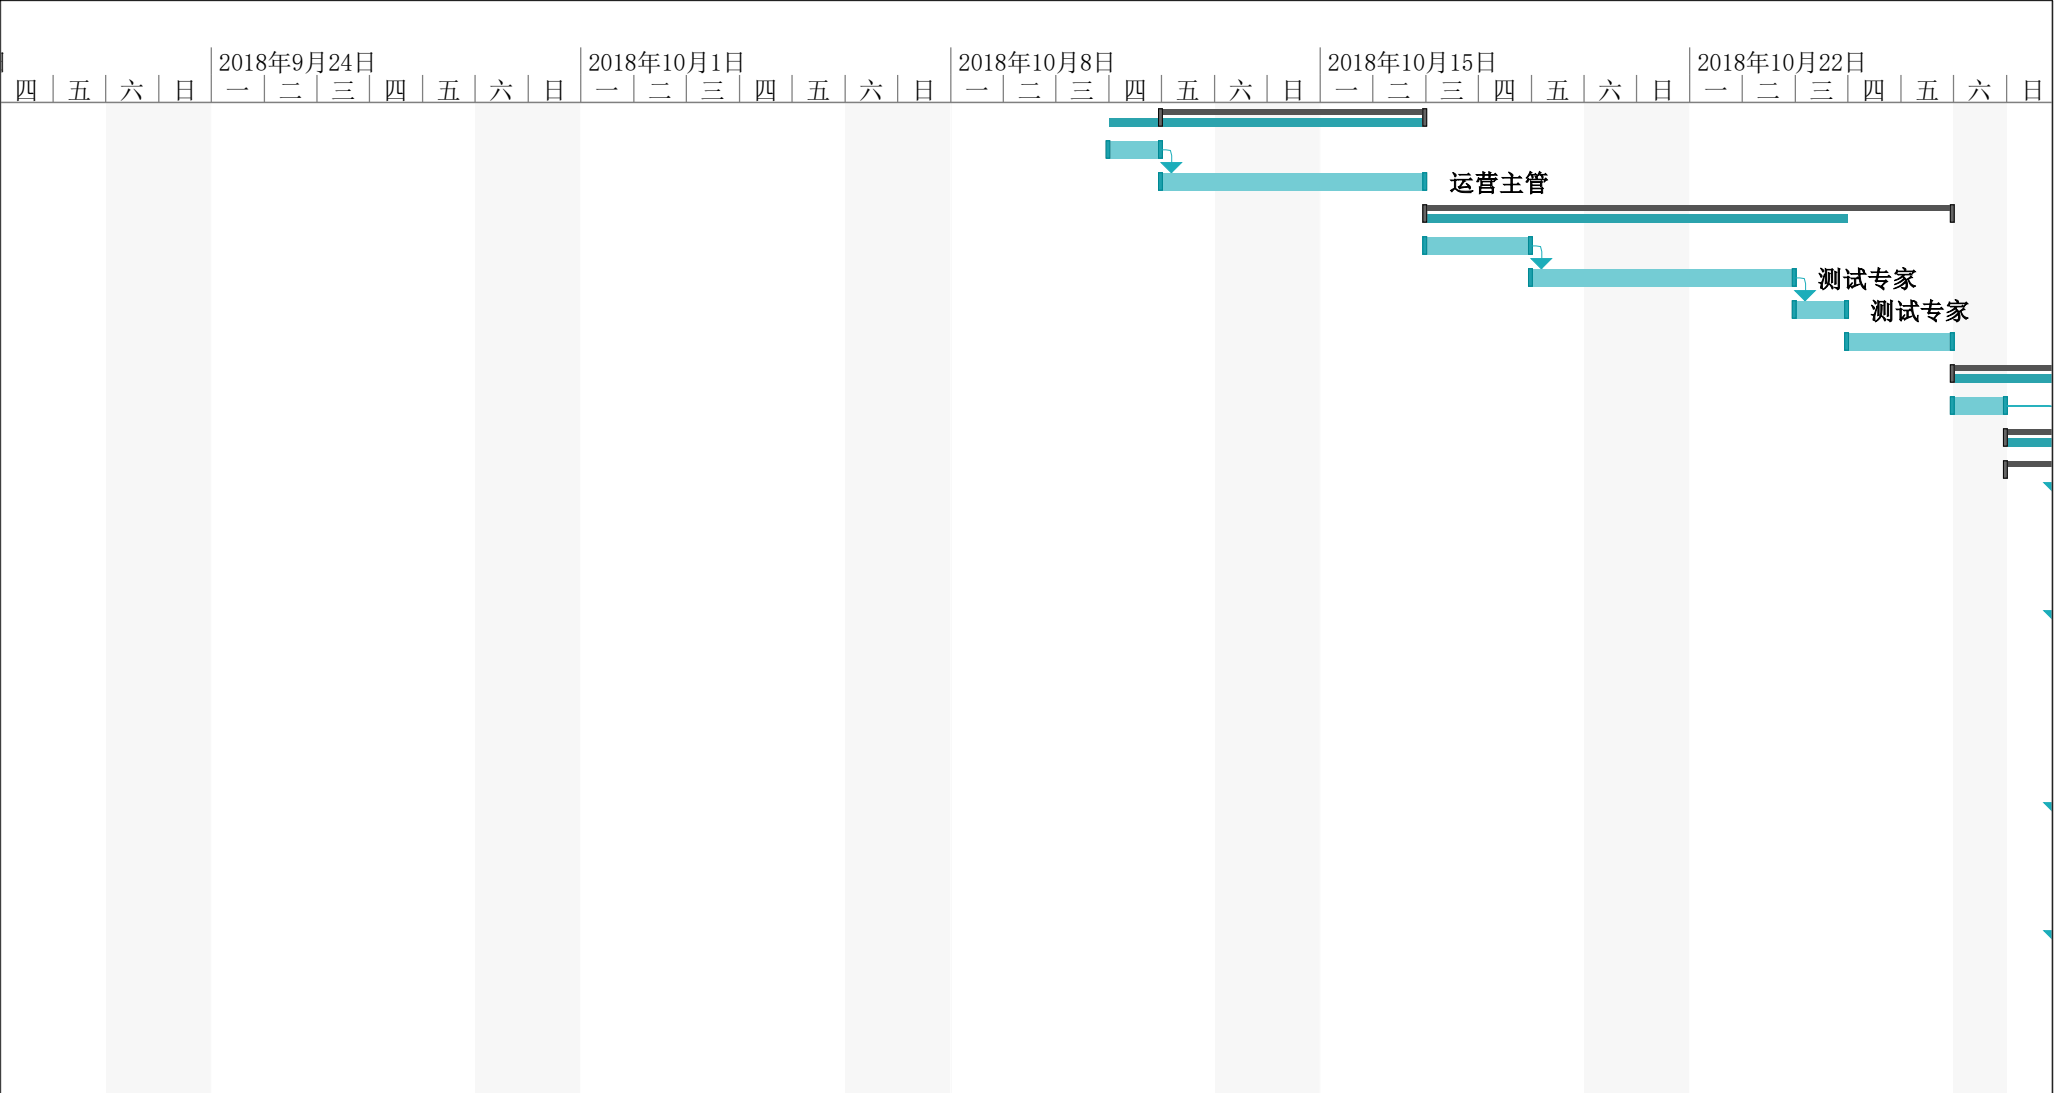 2018年9月24日 2018年10月1日 2018年10月8日 2018年10月15日 2018年10月22日
四 五 六 日 一 二 三 四 五 六 日 一 二 三 四 五 六 日 一 二 三 四 五 六 日 一 二 三 四 五 六 日 一 二 三 四 五 六 日
运营主管
测试专家
测试专家